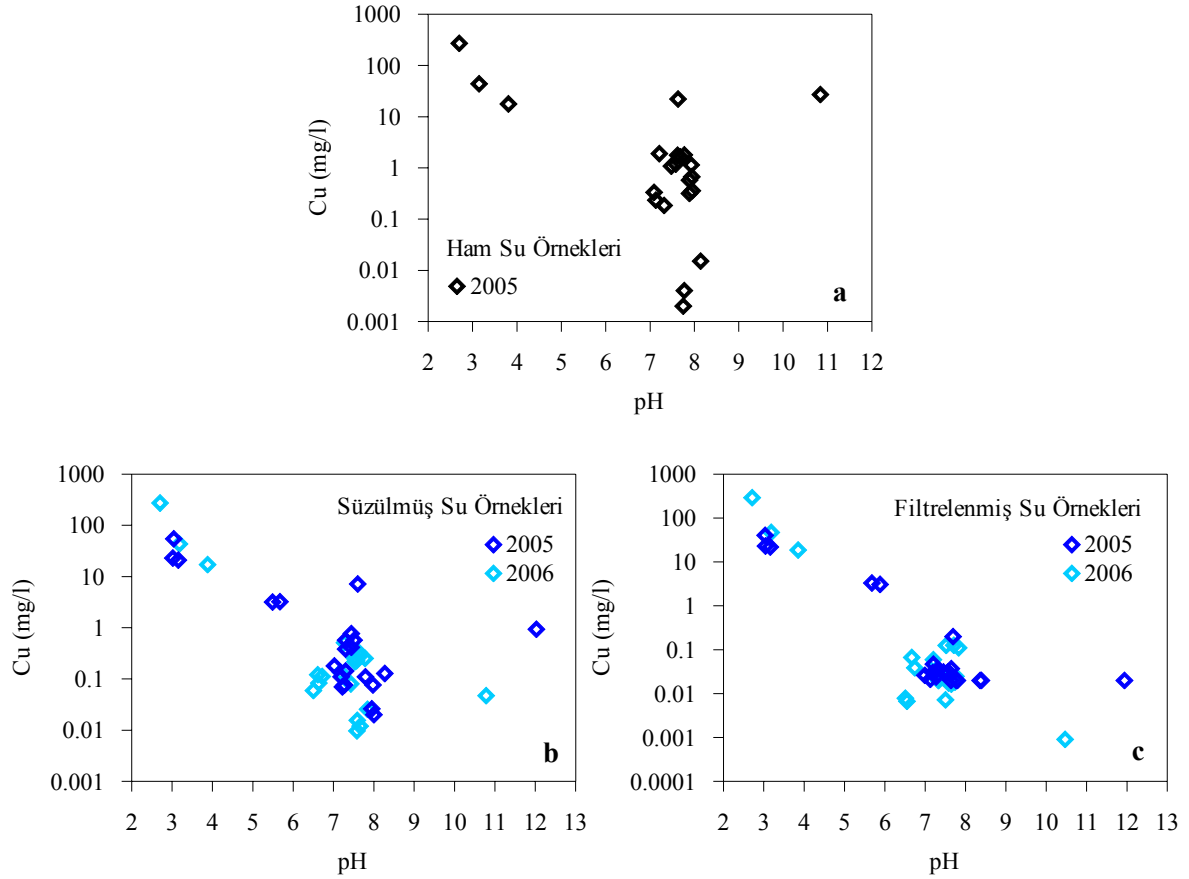 1000
100
10
1
0.1
0.01
0.001
Cu (mg/l)
Ham Su Örnekleri
2005
a
2 3 4 5 6 7 8 9 10 11 12
pH
1000
100
10
1
0.1
0.01
0.001
Cu (mg/l)
Süzülmüş Su Örnekleri
2005
2006
b
2 3 4 5 6 7 8 9 10 11 12 13
pH
1000
100
10
1
0.1
0.01
0.001
0.0001
Cu (mg/l)
Filtrelenmiş Su Örnekleri
2005
2006
c
2 3 4 5 6 7 8 9 10 11 12 13
pH